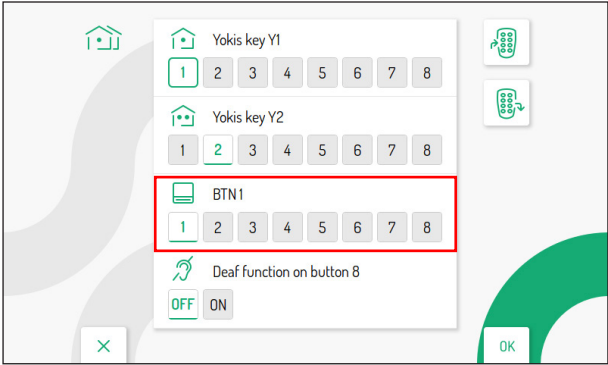 Yokis key Y1
1 2 3 4 5 6 7 8
Yokis key Y2
1 2 3 4 5 6 7 8
BTN 1
1 2 3 4 5 6 7 8
Deaf function on button 8
OFF ON
OK